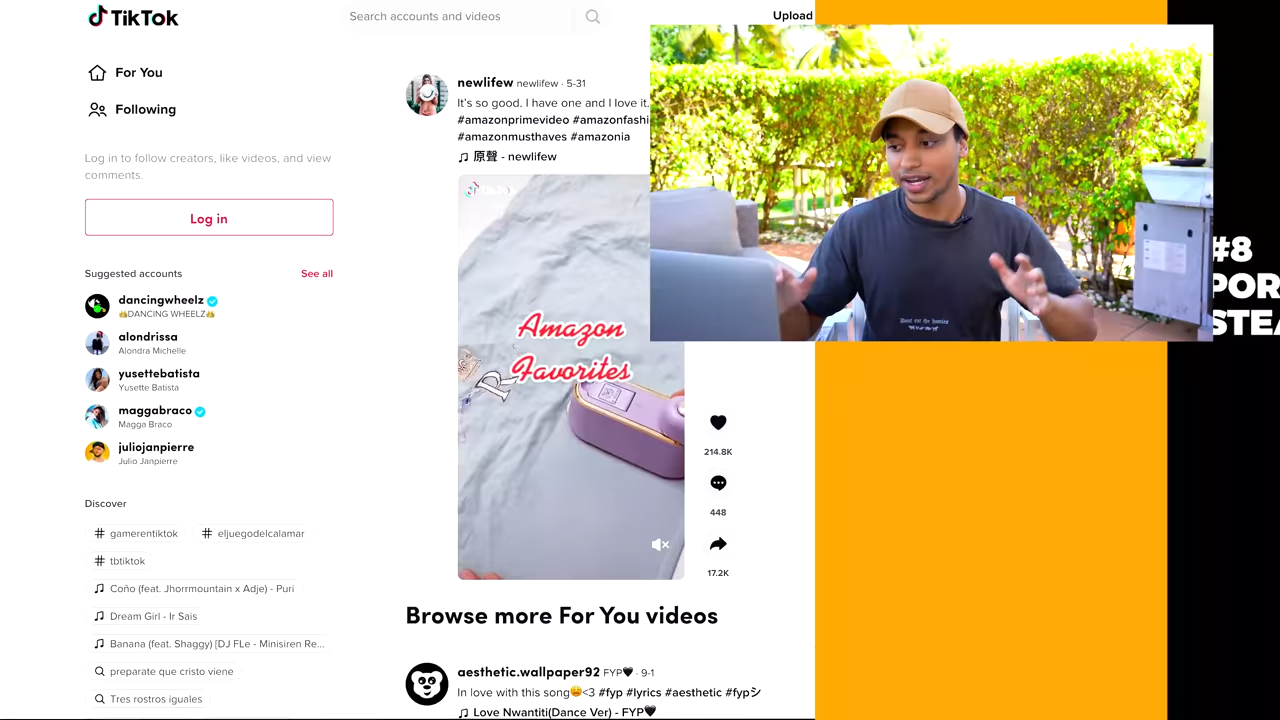 TikTok
Search accounts and videos
Upload
For You
Following
Log in to follow creators, like videos, and view
comments.
Log in
Suggested accounts
See all
dancingwheelz
👑DANCING WHEELZ👑
alondrissa
Alondra Michelle
yusettebatista
Yusette Batista
maggabraco
Magga Braco
juliojanpierre
Julio Janpierre
Discover
# gamerentiktok
# eljuegodelcalamar
# tbtiktok
Coño (feat. Jhorrmountain x Adje) - Puri
Dream Girl - Ir Sais
Banana (feat. Shaggy) [DJ FLe - Minisiren Re...
preparate que cristo viene
Tres rostros iguales
newlifew newlifew · 5-31
It's so good. I have one and I love it.
#amazonprimevideo #amazonfashi
#amazonmusthaves #amazonia
原聲 - newlifew
TikTok
Amazon
Favorites
214.8K
448
17.2K
Browse more For You videos
aesthetic.wallpaper92 FYP🖤 · 9-1
In love with this song😩<3 #fyp #lyrics #aesthetic #fypシ
Love Nwantiti(Dance Ver) - FYP🖤
#8
POR
STEA